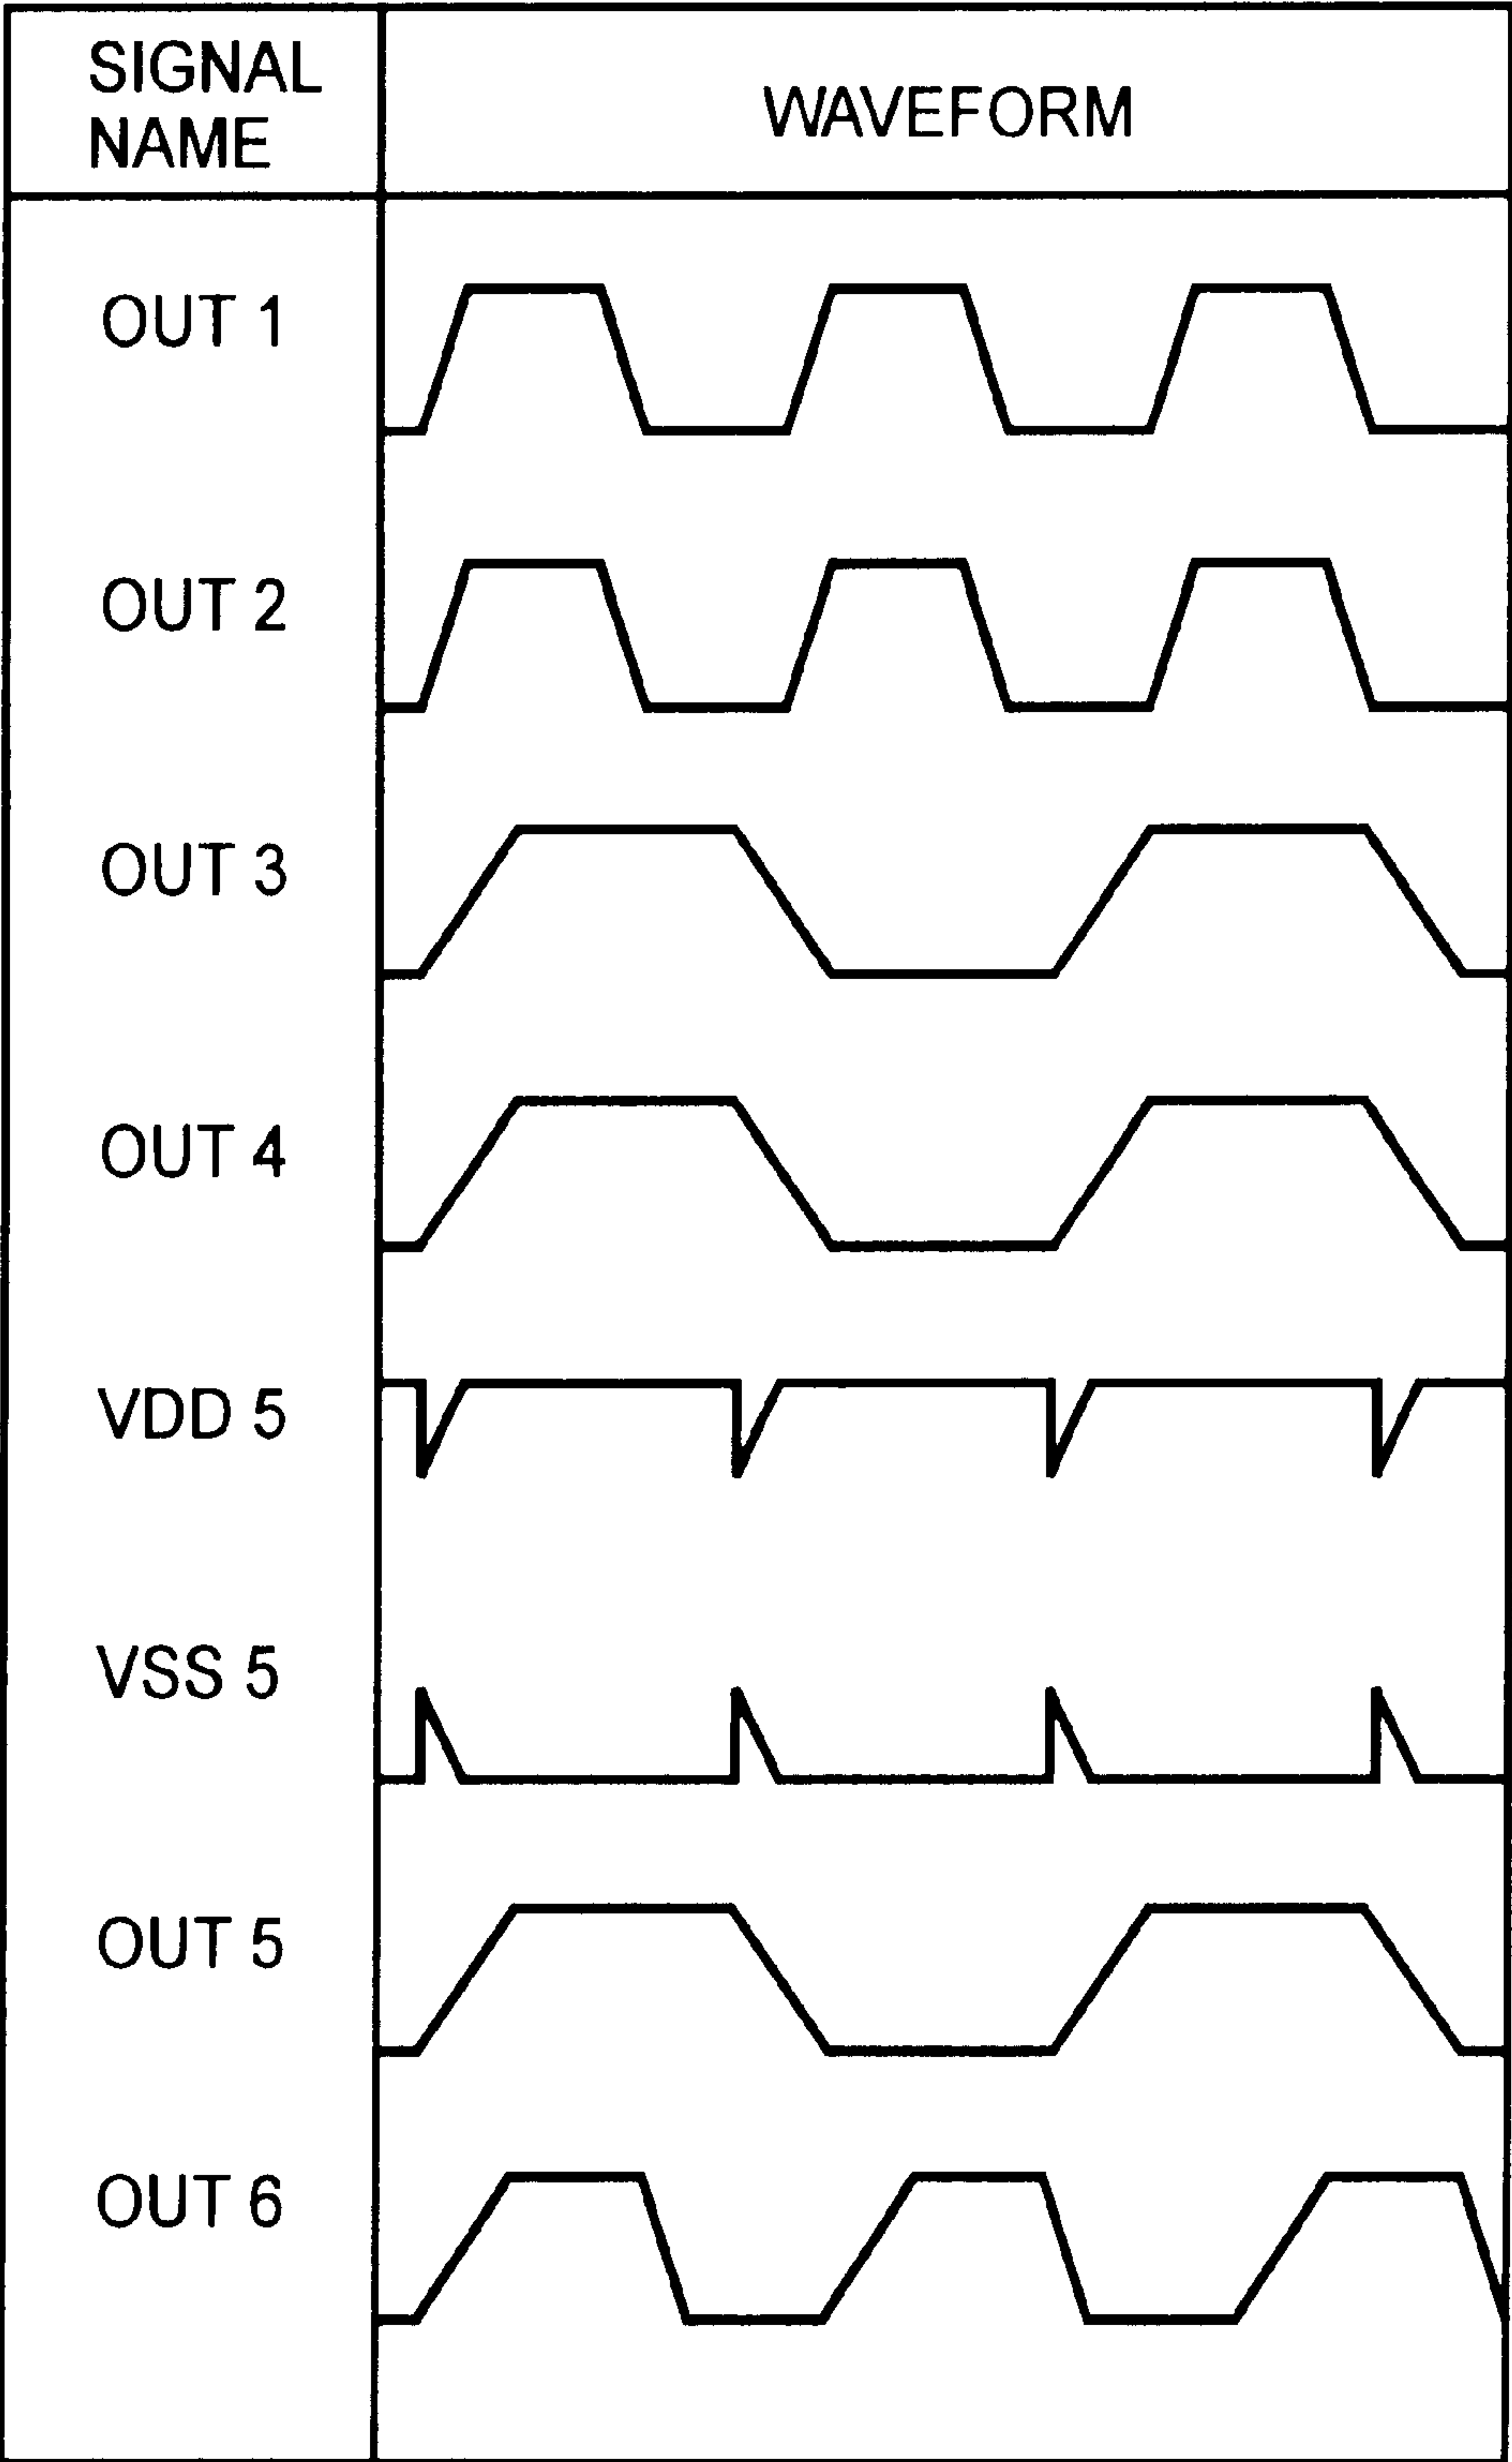 SIGNAL
NAME
WAVEFORM
OUT 1
OUT 2
OUT 3
OUT 4
VDD 5
VSS 5
OUT 5
OUT 6